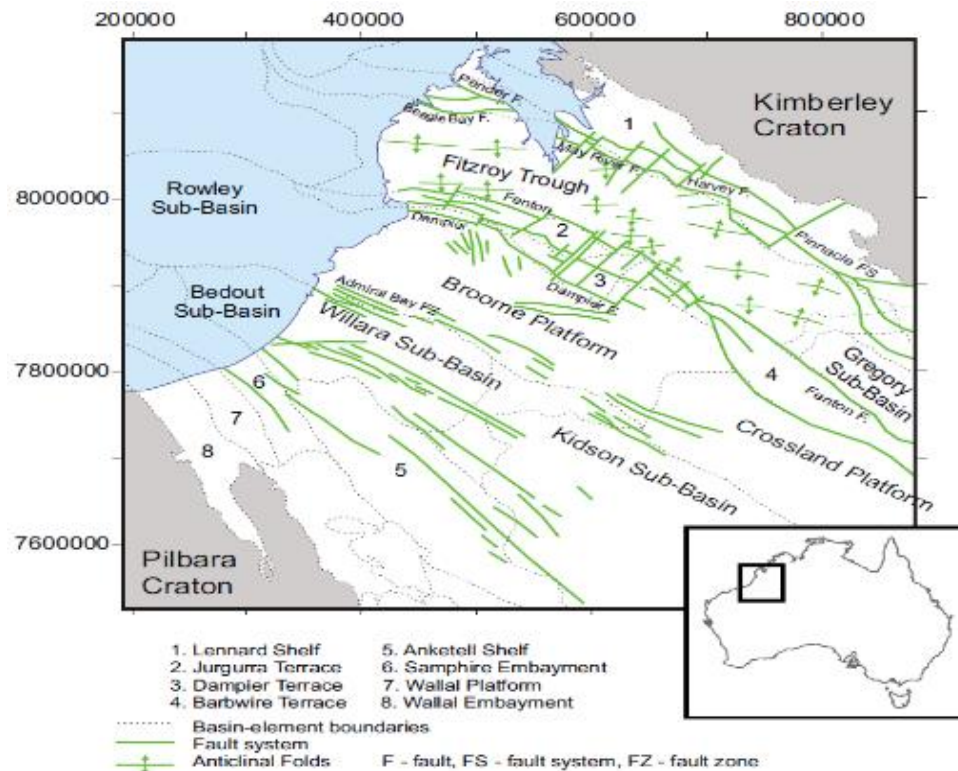 200000 400000 600000 800000
8000000
7800000
7600000
Pender F.
Beagle Bay F.
1
Kimberley
Craton
May River F.
Harvey F.
Fitzroy Trough
Rowley
Sub-Basin
Fanton
2
Dampier
Pinnacle FS
3
Dampier F.
Bedout
Sub-Basin
Admiral Bay FZ
Broome Platform
Willara Sub-Basin
Gregory
Sub-Basin
4
Fanton F.
6
7
8
Crossland Platform
Kidson Sub-Basin
5
Pilbara
Craton
1. Lennard Shelf
2. Jurgurra Terrace
3. Dampier Terrace
4. Barbwire Terrace
5. Anketell Shelf
6. Samphire Embayment
7. Wallal Platform
8. Wallal Embayment
Basin-element boundaries
Fault system
Anticlinal Folds
F - fault, FS - fault system, FZ - fault zone